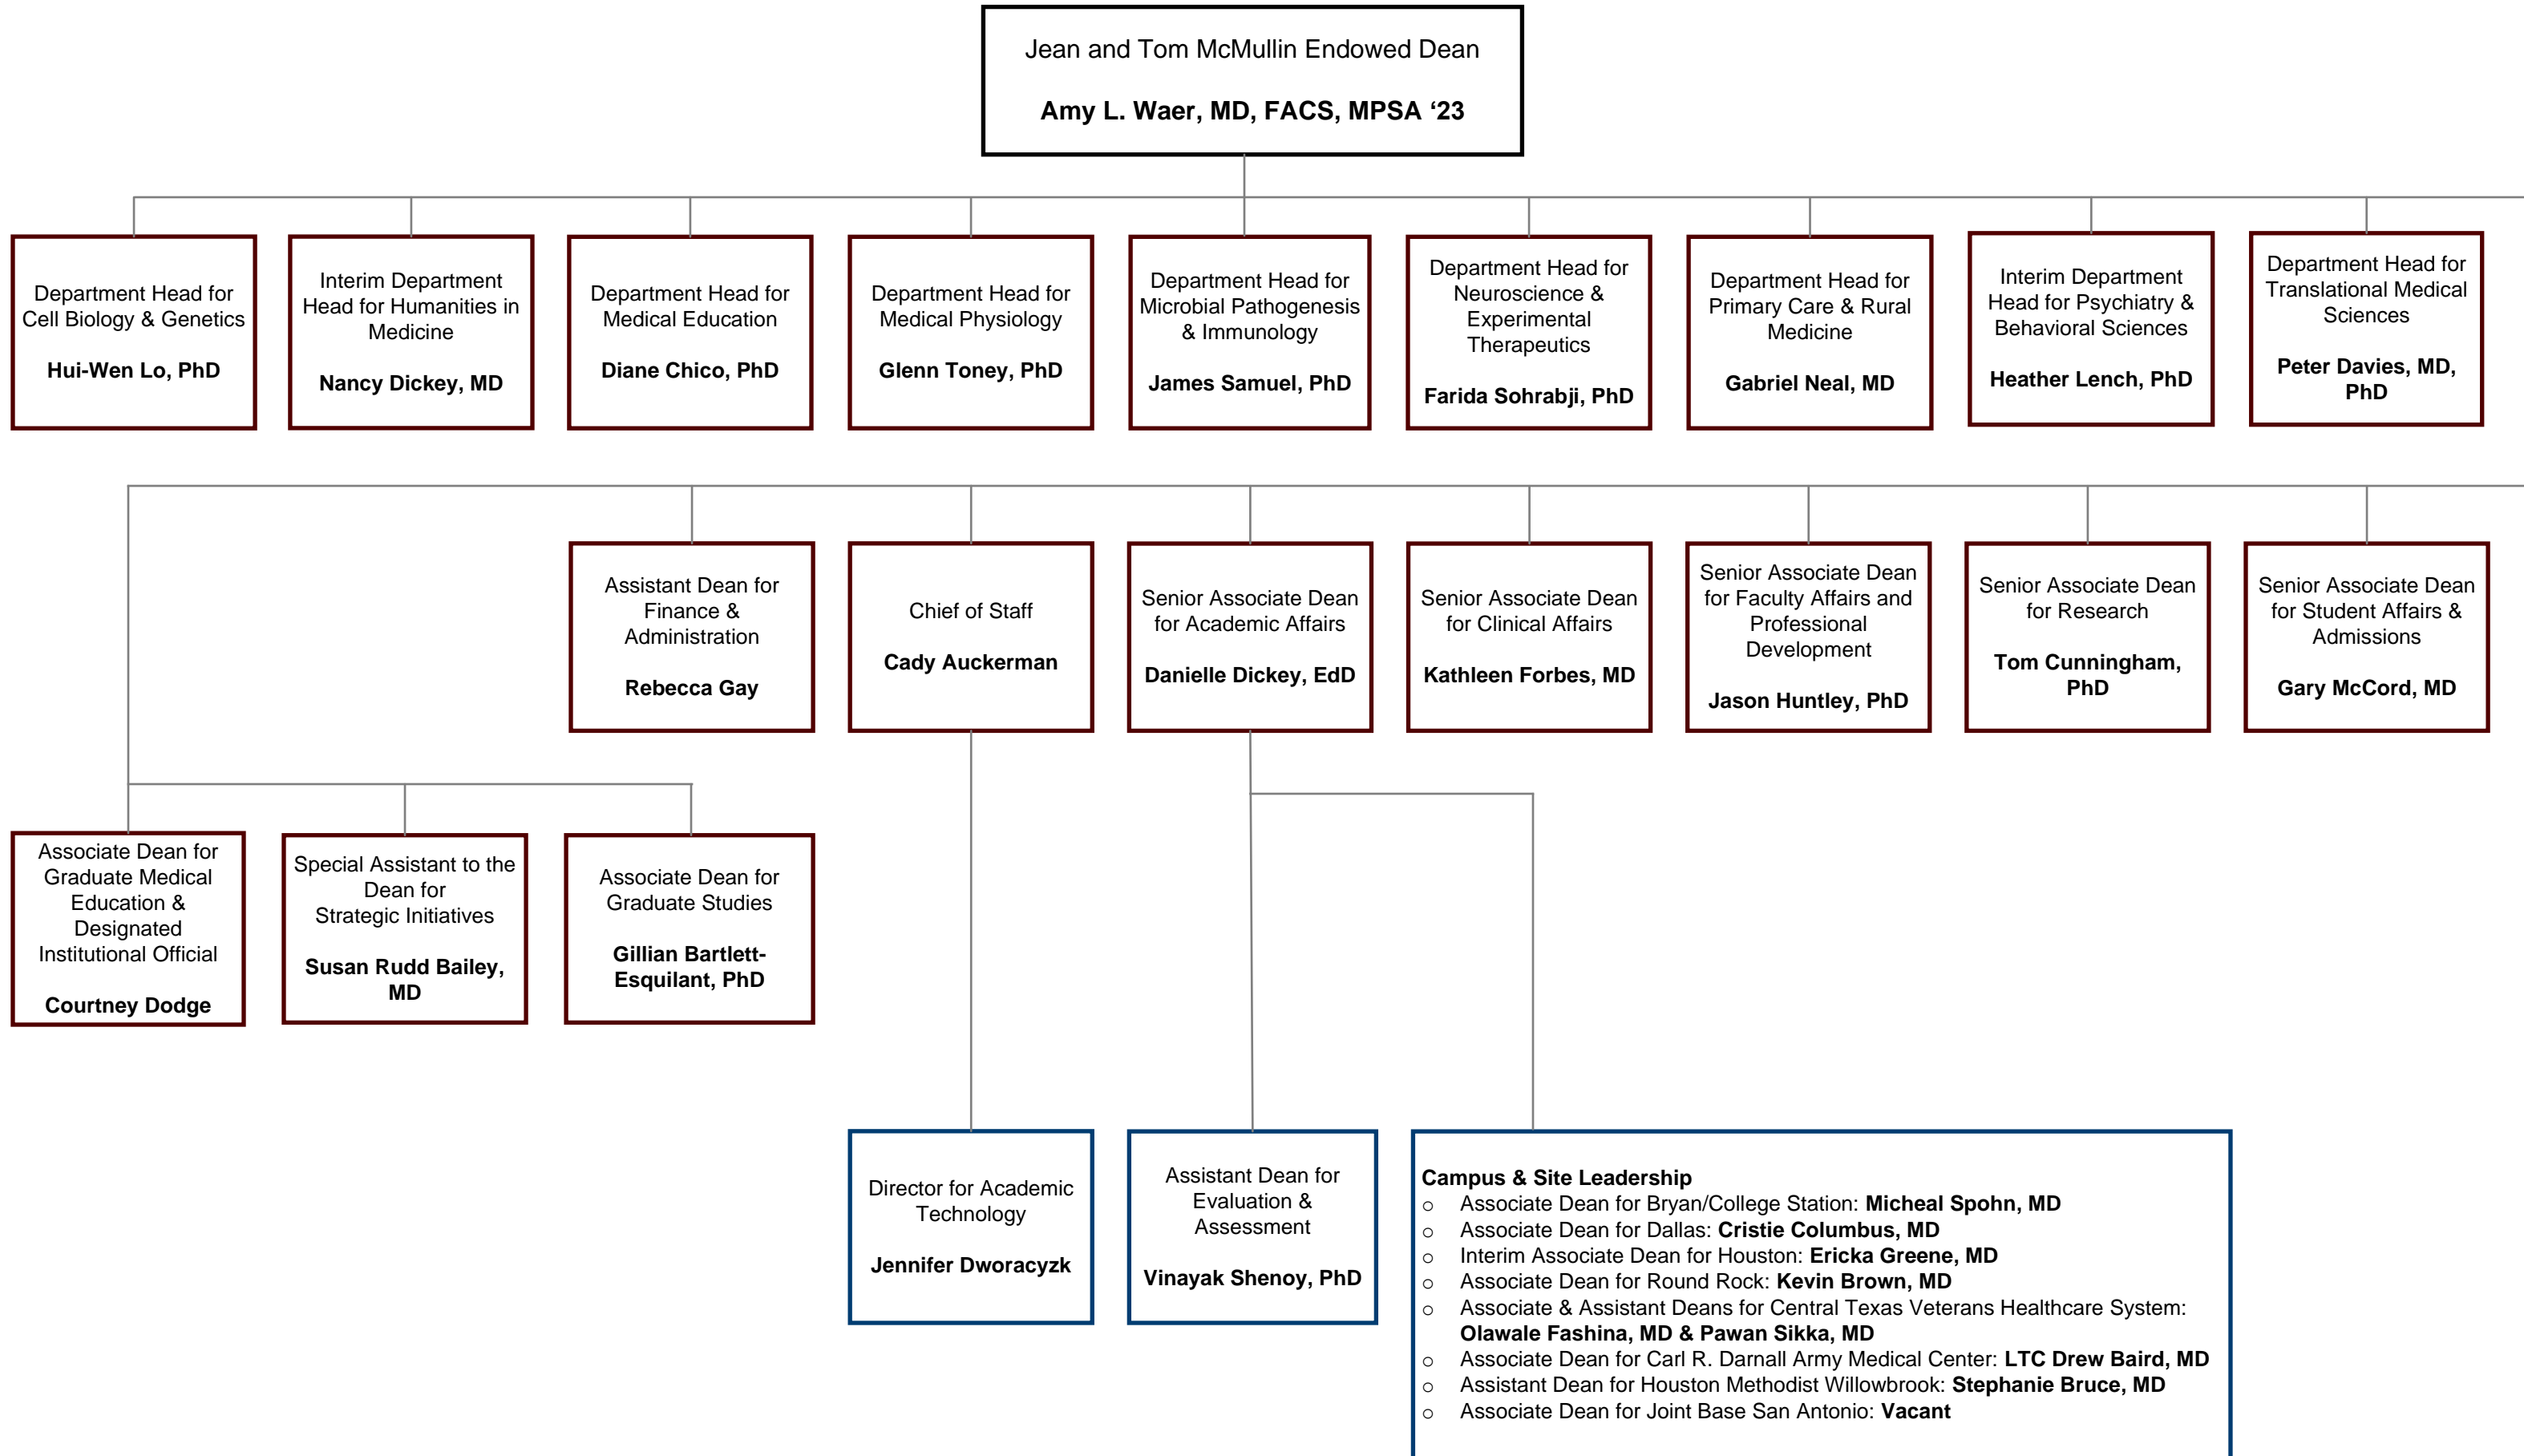 Jean and Tom McMullin Endowed Dean
Amy L. Waer, MD, FACS, MPSA ‘23
Department Head for
Cell Biology & Genetics
Hui-Wen Lo, PhD
Interim Department
Head for Humanities in
Medicine
Nancy Dickey, MD
Department Head for
Medical Education
Diane Chico, PhD
Department Head for
Medical Physiology
Glenn Toney, PhD
Department Head for
Microbial Pathogenesis
& Immunology
James Samuel, PhD
Department Head for
Neuroscience &
Experimental
Therapeutics
Farida Sohrabji, PhD
Department Head for
Primary Care & Rural
Medicine
Gabriel Neal, MD
Interim Department
Head for Psychiatry &
Behavioral Sciences
Heather Lench, PhD
Department Head for
Translational Medical
Sciences
Peter Davies, MD,
PhD
Assistant Dean for
Finance &
Administration
Rebecca Gay
Chief of Staff
Cady Auckerman
Senior Associate Dean
for Academic Affairs
Danielle Dickey, EdD
Senior Associate Dean
for Clinical Affairs
Kathleen Forbes, MD
Senior Associate Dean
for Faculty Affairs and
Professional
Development
Jason Huntley, PhD
Senior Associate Dean
for Research
Tom Cunningham,
PhD
Senior Associate Dean
for Student Affairs &
Admissions
Gary McCord, MD
Associate Dean for
Graduate Medical
Education &
Designated
Institutional Official
Courtney Dodge
Special Assistant to the
Dean for
Strategic Initiatives
Susan Rudd Bailey,
MD
Associate Dean for
Graduate Studies
Gillian Bartlett-
Esquilant, PhD
Director for Academic
Technology
Jennifer Dworacyzk
Assistant Dean for
Evaluation &
Assessment
Vinayak Shenoy, PhD
Campus & Site Leadership
o Associate Dean for Bryan/College Station: Micheal Spohn, MD
o Associate Dean for Dallas: Cristie Columbus, MD
o Interim Associate Dean for Houston: Ericka Greene, MD
o Associate Dean for Round Rock: Kevin Brown, MD
o Associate & Assistant Deans for Central Texas Veterans Healthcare System:
Olawale Fashina, MD & Pawan Sikka, MD
o Associate Dean for Carl R. Darnall Army Medical Center: LTC Drew Baird, MD
o Assistant Dean for Houston Methodist Willowbrook: Stephanie Bruce, MD
o Associate Dean for Joint Base San Antonio: Vacant